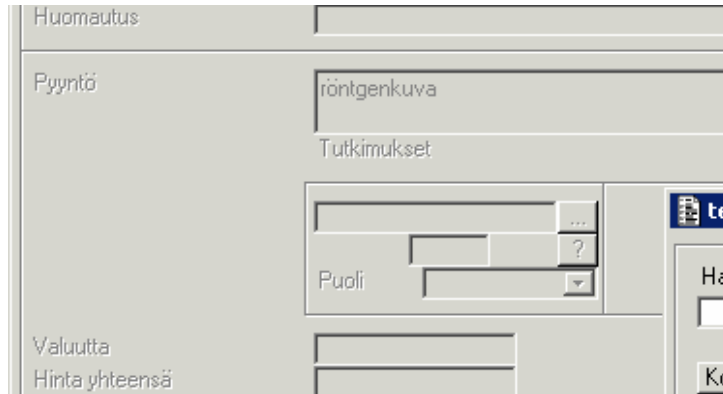 Huomautus
Pyyntö
röntgenkuva
Tutkimukset
...
?
Puoli
Valuutta
Hinta yhteensä